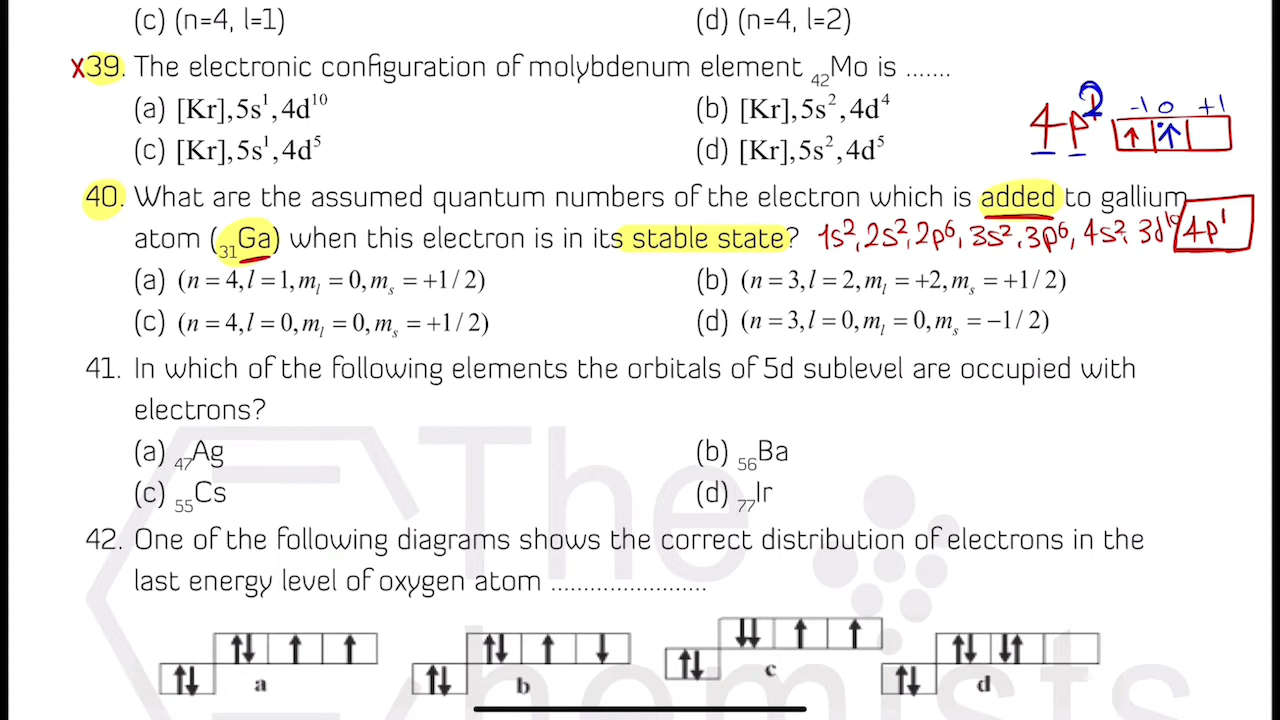 (c) (n=4, l=1) (d) (n=4, l=2)
x39. The electronic configuration of molybdenum element ₄₂Mo is .......
(a) [Kr],5s¹,4d¹⁰ (b) [Kr],5s²,4d⁴
(c) [Kr],5s¹,4d⁵ (d) [Kr],5s²,4d⁵
4p² -1 0 +1
40. What are the assumed quantum numbers of the electron which is added to gallium
atom (₃₁Ga) when this electron is in its stable state? 1s², 2s², 2p⁶, 3s², 3p⁶, 4s², 3d¹⁰ 4p¹
(a) (n = 4, l = 1, mₗ = 0, mₛ = +1/2) (b) (n = 3, l = 2, mₗ = +2, mₛ = +1/2)
(c) (n = 4, l = 0, mₗ = 0, mₛ = +1/2) (d) (n = 3, l = 0, mₗ = 0, mₛ = −1/2)
41. In which of the following elements the orbitals of 5d sublevel are occupied with
electrons?
(a) ₄₇Ag (b) ₅₆Ba
(c) ₅₅Cs (d) ₇₇Ir
42. One of the following diagrams shows the correct distribution of electrons in the
last energy level of oxygen atom ........................
a b c d
The
hemists